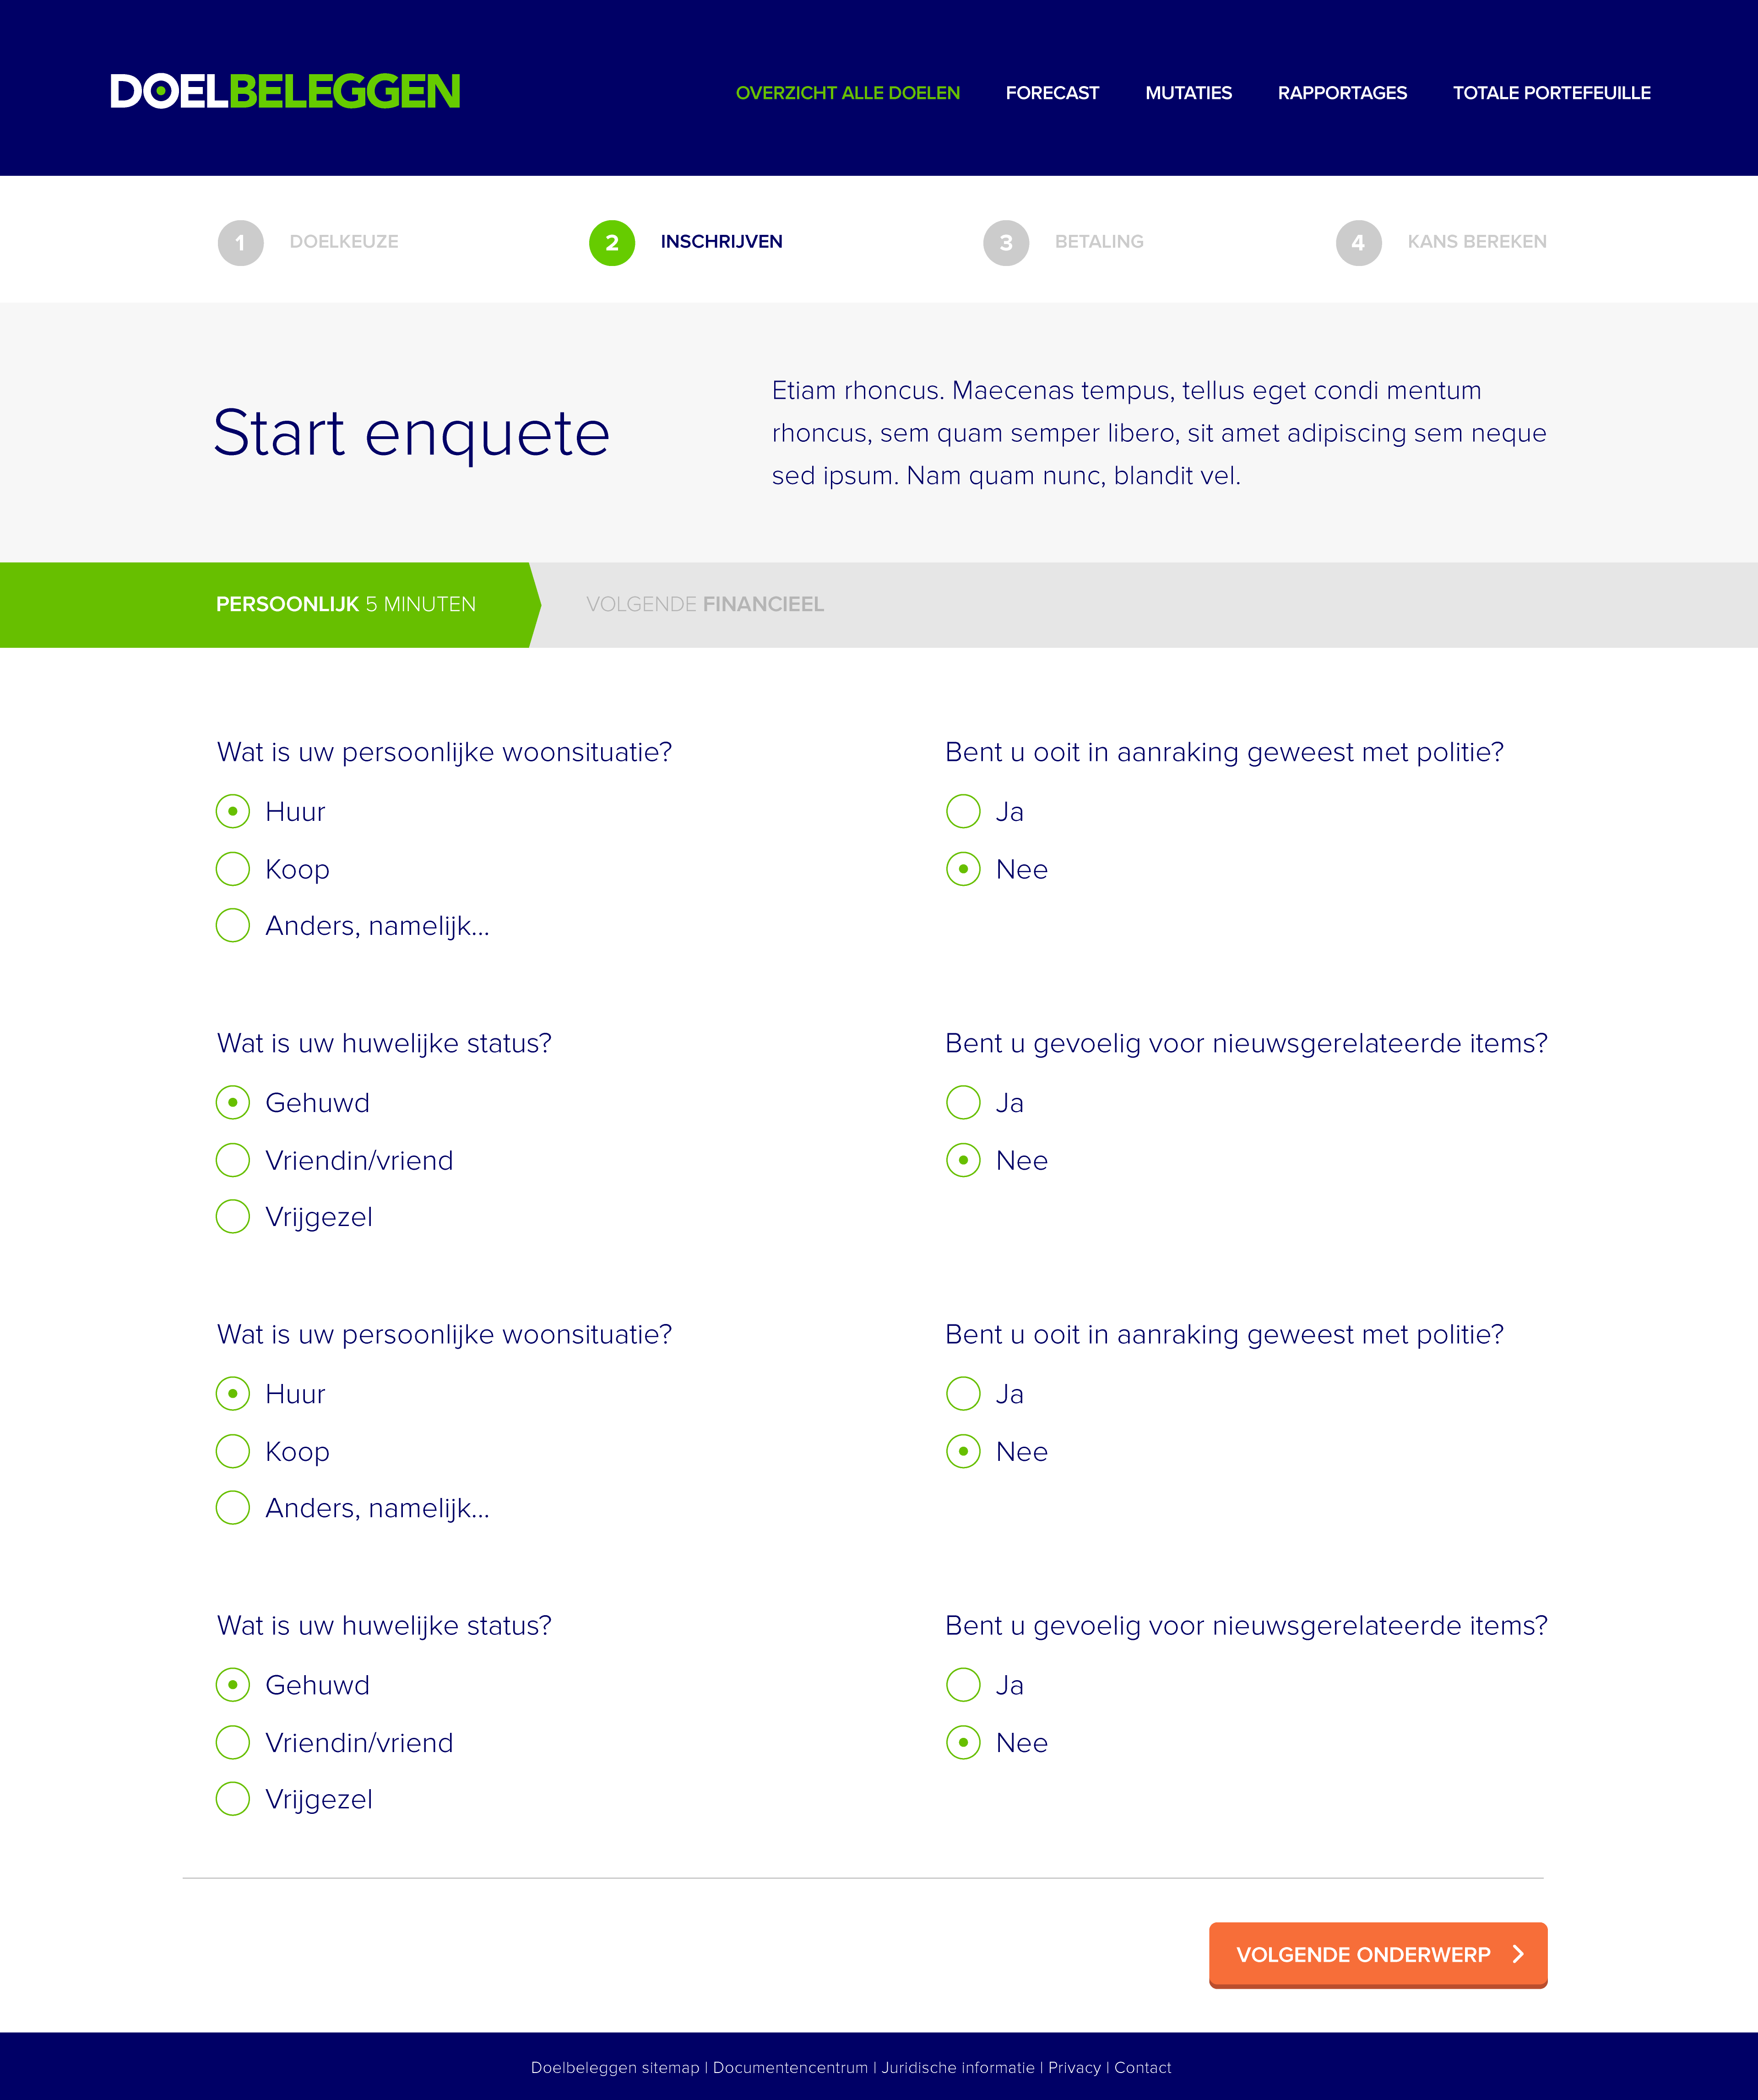 DOELBELEGGEN
OVERZICHT ALLE DOELEN
FORECAST
MUTATIES
RAPPORTAGES
TOTALE PORTEFEUILLE
1 DOELKEUZE
2 INSCHRIJVEN
3 BETALING
4 KANS BEREKEN
Start enquete
Etiam rhoncus. Maecenas tempus, tellus eget condi mentum
rhoncus, sem quam semper libero, sit amet adipiscing sem neque
sed ipsum. Nam quam nunc, blandit vel.
PERSOONLIJK 5 MINUTEN
VOLGENDE FINANCIEEL
Wat is uw persoonlijke woonsituatie?
Huur
Koop
Anders, namelijk...
Bent u ooit in aanraking geweest met politie?
Ja
Nee
Wat is uw huwelijke status?
Gehuwd
Vriendin/vriend
Vrijgezel
Bent u gevoelig voor nieuwsgerelateerde items?
Ja
Nee
Wat is uw persoonlijke woonsituatie?
Huur
Koop
Anders, namelijk...
Bent u ooit in aanraking geweest met politie?
Ja
Nee
Wat is uw huwelijke status?
Gehuwd
Vriendin/vriend
Vrijgezel
Bent u gevoelig voor nieuwsgerelateerde items?
Ja
Nee
VOLGENDE ONDERWERP
Doelbeleggen sitemap | Documentencentrum | Juridische informatie | Privacy | Contact